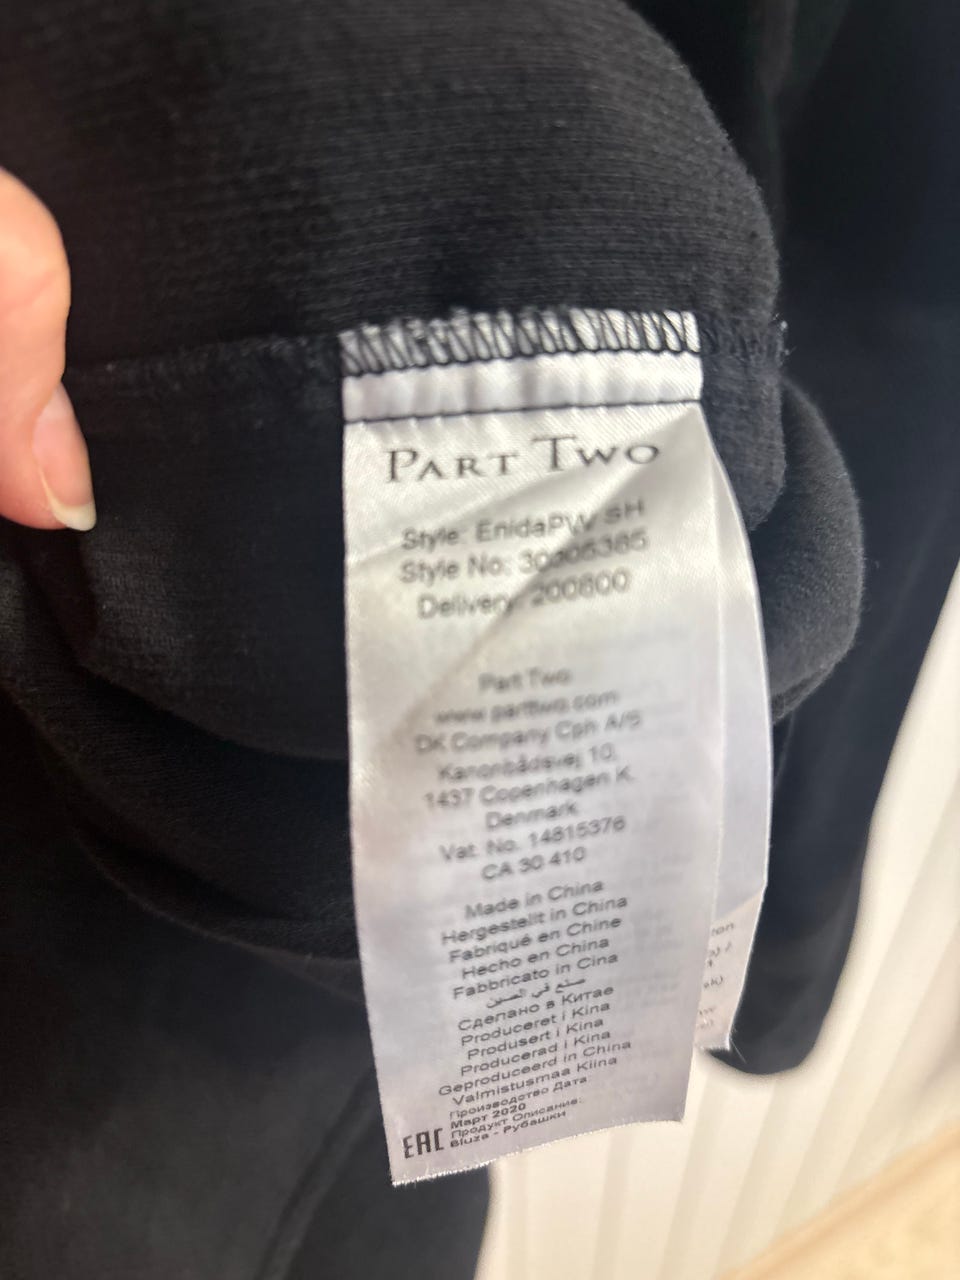 PART TWO
Style: EnidaPW SH
Style No: 30305365
Delivery: 200600
Part Two
www.parttwo.com
DK Company Cph A/S
Kanonbådsvej 10,
1437 Copenhagen K.
Denmark
Vat. No. 14815376
CA 30 410
Made in China
Hergestellt in China
Fabriqué en Chine
Hecho en China
Fabbricato in Cina
صنع في الصين
Сделано в Китае
Produceret i Kina
Produsert i Kina
Producerad i Kina
Geproduceerd in China
Valmistusmaa Kiina
Производство Дата
Март 2020
Продукт Описание:
Bluza - Рубашки
EAC